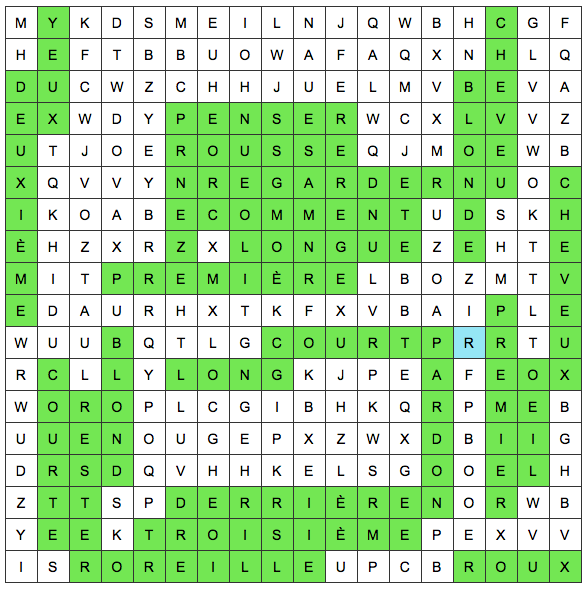 M Y K D S M E I L N J Q W B H C G F
H E F T B B U O W A F A Q X N H L Q
D U C W Z C H H J U E L M V B E V A
E X W D Y P E N S E R W C X L V V Z
U T J O E R O U S S E Q J M O E W B
X Q V V Y N R E G A R D E R N U O C
I K O A B E C O M M E N T U D S K H
È H Z X R Z X L O N G U E Z E H T E
M I T P R E M I È R E L B O Z M T V
E D A U R H X T K F X V B A I P L E
W U U B Q T L G C O U R T P R R T U
R C L L Y L O N G K J P E A F E O X
W O R O P L C G I B H K Q R P M E B
U U E N O U G E P X Z W X D B I I G
D R S D Q V H H K E L S G O O E L H
Z T T S P D E R R I È R E N O R W B
Y E E K T R O I S I È M E P E X V V
I S R O R E I L L E U P C B R O U X